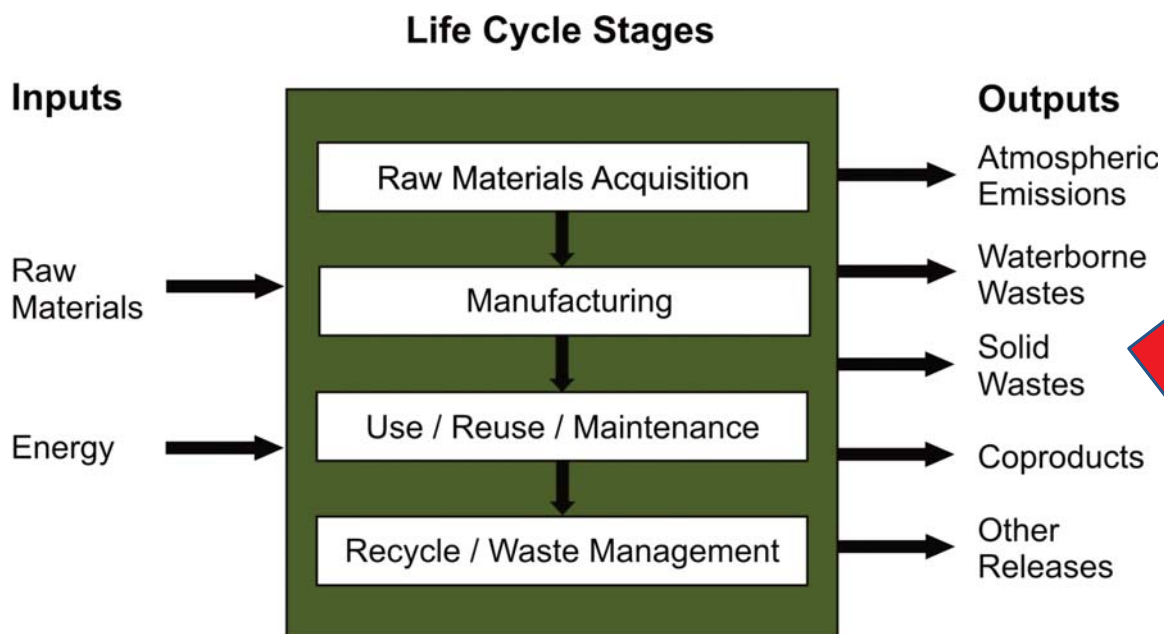 Life Cycle Stages
Inputs
Outputs
Raw Materials Acquisition
Manufacturing
Use / Reuse / Maintenance
Recycle / Waste Management
Raw
Materials
Energy
Atmospheric
Emissions
Waterborne
Wastes
Solid
Wastes
Coproducts
Other
Releases